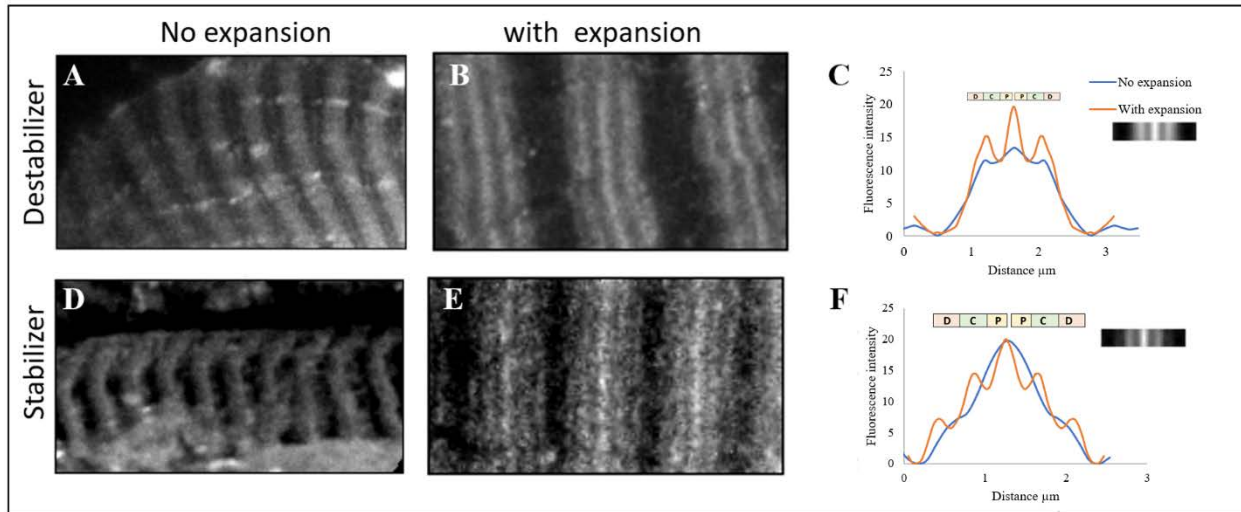 No expansion
with expansion
Destabilizer
A
B
C
25
20
15
10
5
0
Fluorescence intensity
D C P P C D
No expansion
With expansion
0 1 2 3
Distance µm
Stabilizer
D
E
F
25
20
15
10
5
0
Fluorescence intensity
D C P P C D
0 1 2 3
Distance µm